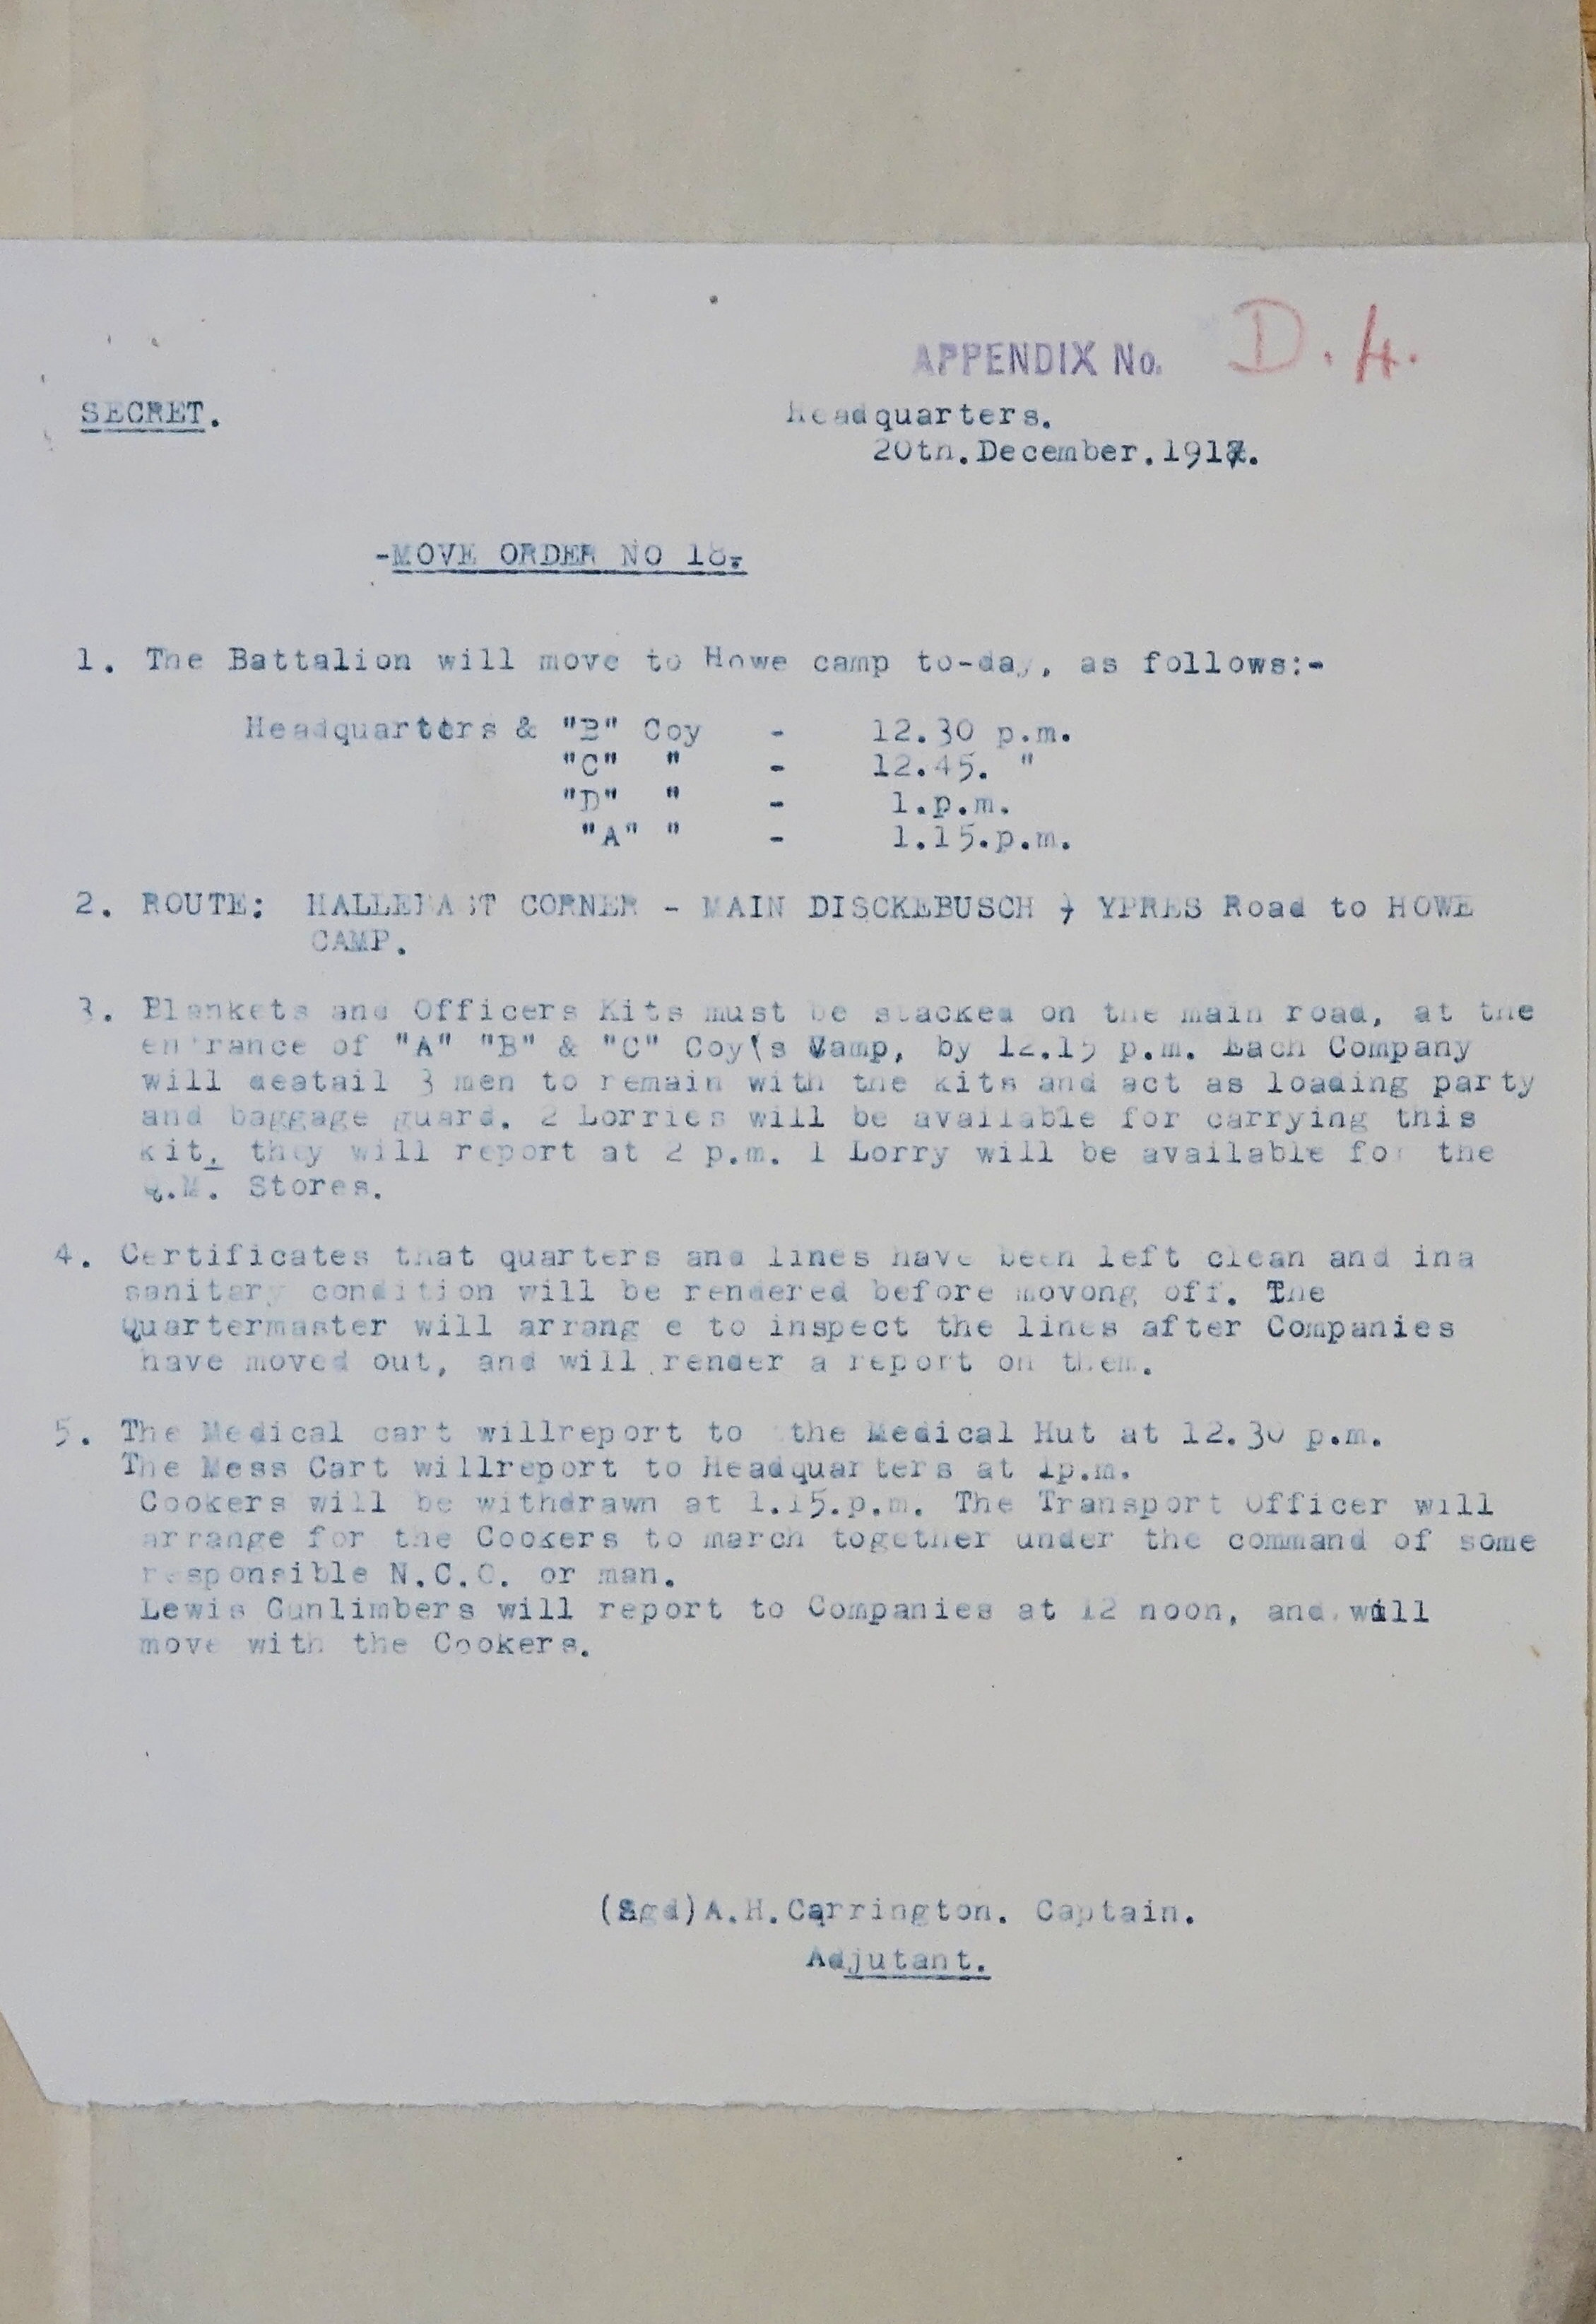 APPENDIX No. D.4.
SECRET.
Headquarters.
20th.December.1917.
-MOVE ORDER NO 18-
1. The Battalion will move to Howe camp to-day, as follows:-
Headquarters & "B" Coy - 12.30 p.m.
"C" " - 12.45. "
"D" " - 1.p.m.
"A" " - 1.15.p.m.
2. ROUTE: HALLEBAST CORNER - MAIN DISCKEBUSCH - YPRES Road to HOWE
CAMP.
3. Blankets and Officers Kits must be stacked on the main road, at the
entrance of "A" "B" & "C" Coy's Camp, by 12.15 p.m. Each Company
will deatail 3 men to remain with the kits and act as loading party
and baggage guard. 2 Lorries will be available for carrying this
kit, they will report at 2 p.m. 1 Lorry will be available for the
Q.M. Stores.
4. Certificates that quarters and lines have been left clean and ina
sanitary condition will be rendered before movong off. The
Quartermaster will arrang e to inspect the lines after Companies
have moved out, and will render a report on them.
5. The Medical cart willreport to the Medical Hut at 12.30 p.m.
The Mess Cart willreport to Headquarters at 1p.m.
Cookers will be withdrawn at 1.15.p.m. The Transport Officer will
arrange for the Cookers to march together under the command of some
responsible N.C.O. or man.
Lewis Gunlimbers will report to Companies at 12 noon, and will
move with the Cookers.
(Sgd)A.H.Carrington. Captain.
Adjutant.